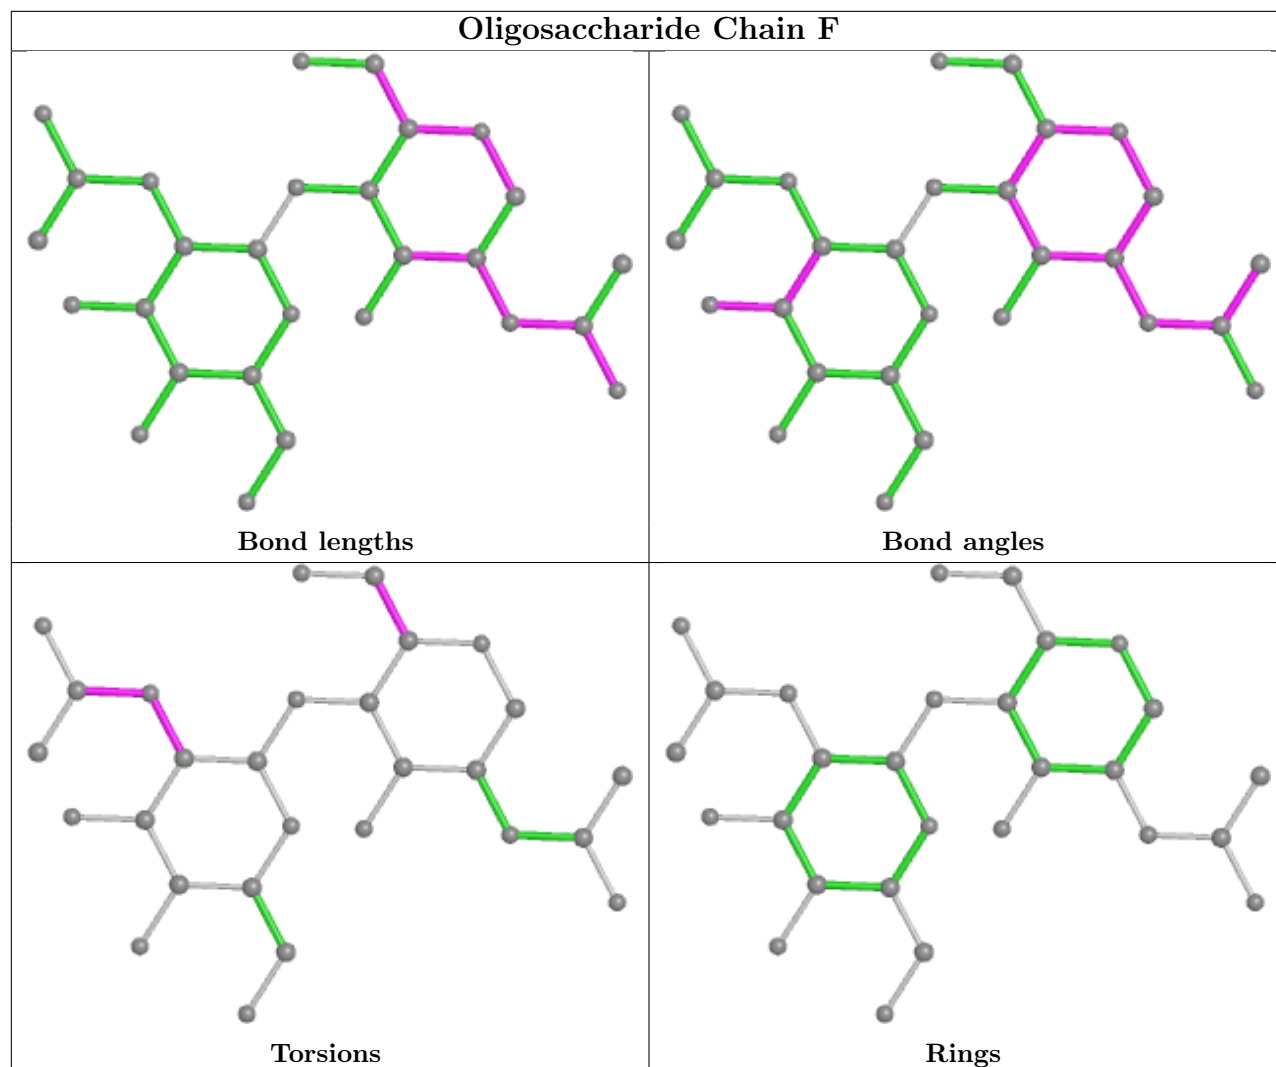 Oligosaccharide Chain F
Bond lengths
Bond angles
Torsions
Rings